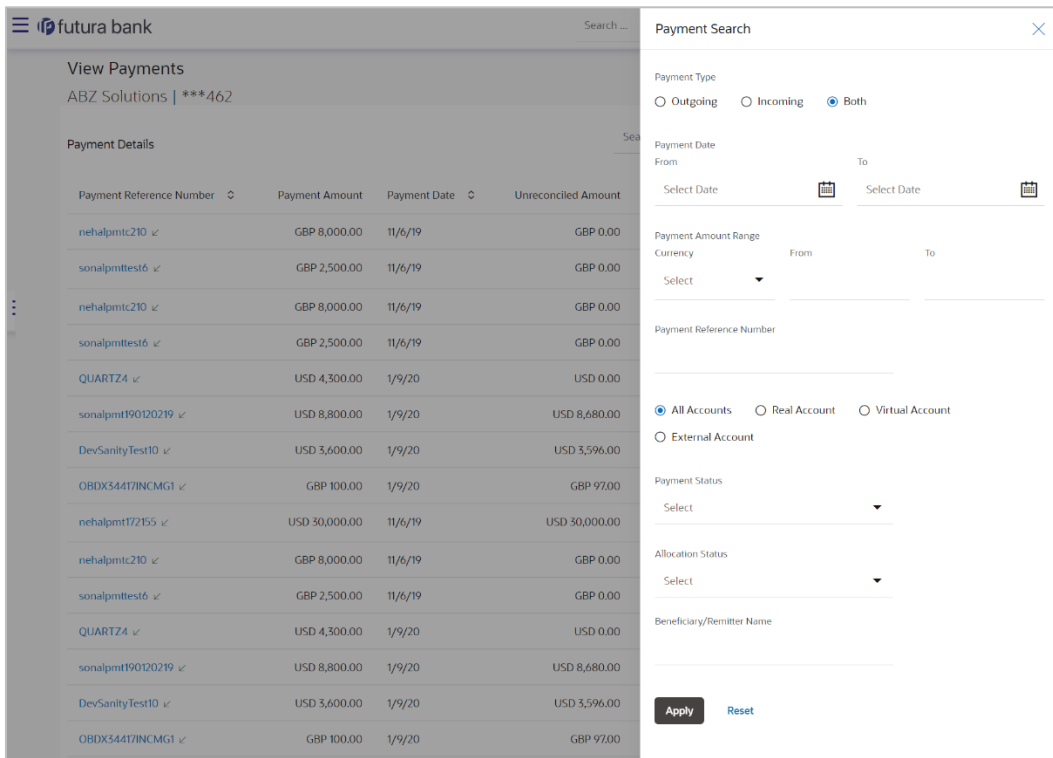 futura bank
Search ...
View Payments
ABZ Solutions | ***462
Payment Details
Sea
Payment Reference Number Payment Amount Payment Date Unreconciled Amount
nehalpmtc210 GBP 8,000.00 11/6/19 GBP 0.00
sonalpmttest6 GBP 2,500.00 11/6/19 GBP 0.00
nehalpmtc210 GBP 8,000.00 11/6/19 GBP 0.00
sonalpmttest6 GBP 2,500.00 11/6/19 GBP 0.00
QUARTZ4 USD 4,300.00 1/9/20 USD 0.00
sonalpmt190120219 USD 8,800.00 1/9/20 USD 8,680.00
DevSanityTest10 USD 3,600.00 1/9/20 USD 3,596.00
OBDX34417INCMG1 GBP 100.00 1/9/20 GBP 97.00
nehalpmt172155 USD 30,000.00 11/6/19 USD 30,000.00
nehalpmtc210 GBP 8,000.00 11/6/19 GBP 0.00
sonalpmttest6 GBP 2,500.00 11/6/19 GBP 0.00
QUARTZ4 USD 4,300.00 1/9/20 USD 0.00
sonalpmt190120219 USD 8,800.00 1/9/20 USD 8,680.00
DevSanityTest10 USD 3,600.00 1/9/20 USD 3,596.00
OBDX34417INCMG1 GBP 100.00 1/9/20 GBP 97.00
Payment Search
Payment Type
Outgoing Incoming Both
Payment Date
From To
Select Date Select Date
Payment Amount Range
Currency From To
Select
Payment Reference Number
All Accounts Real Account Virtual Account
External Account
Payment Status
Select
Allocation Status
Select
Beneficiary/Remitter Name
Apply Reset